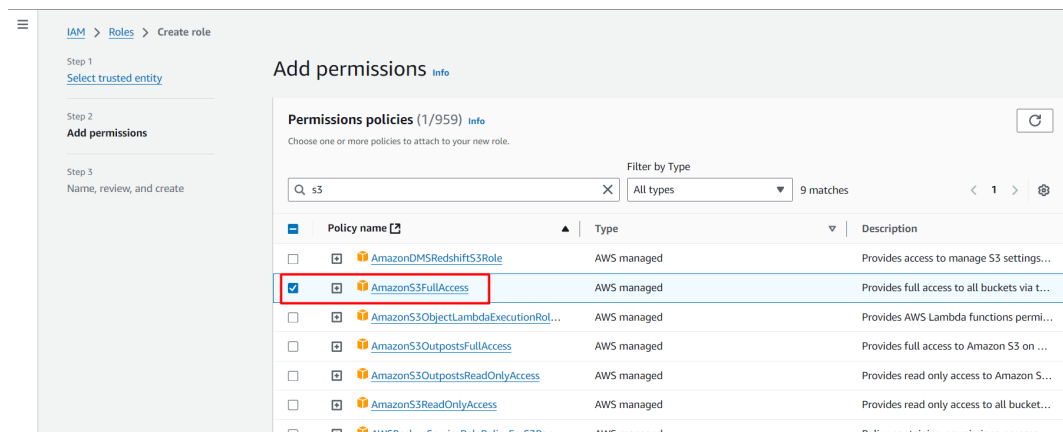 IAM > Roles > Create role
Step 1
Select trusted entity
Step 2
Add permissions
Step 3
Name, review, and create
Add permissions Info
Permissions policies (1/959) Info
Choose one or more policies to attach to your new role.
Filter by Type
s3 All types 9 matches < 1 >
Policy name Type Description
AmazonDMSRedshiftS3Role AWS managed Provides access to manage S3 settings...
AmazonS3FullAccess AWS managed Provides full access to all buckets via t...
AmazonS3ObjectLambdaExecutionRol... AWS managed Provides AWS Lambda functions permi...
AmazonS3OutpostsFullAccess AWS managed Provides full access to Amazon S3 on ...
AmazonS3OutpostsReadOnlyAccess AWS managed Provides read only access to Amazon S...
AmazonS3ReadOnlyAccess AWS managed Provides read only access to all bucket...